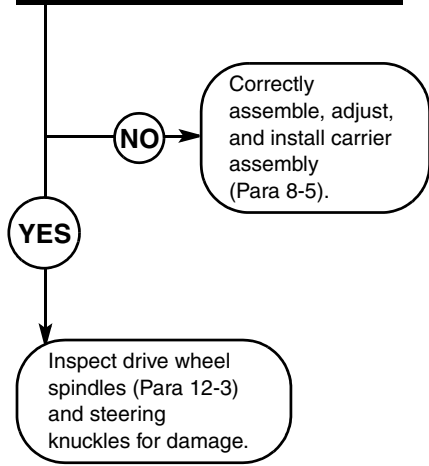 Correctly
assemble, adjust,
and install carrier
assembly
(Para 8-5).
NO
YES
Inspect drive wheel
spindles (Para 12-3)
and steering
knuckles for damage.